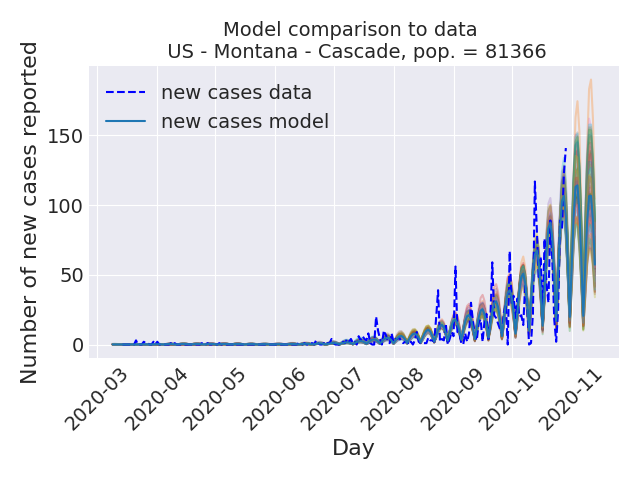 Model comparison to data
US - Montana - Cascade, pop. = 81366
Number of new cases reported
new cases data
new cases model
150
100
50
0
2020-03
2020-04
2020-05
2020-06
2020-07
2020-08
2020-09
2020-10
2020-11
Day